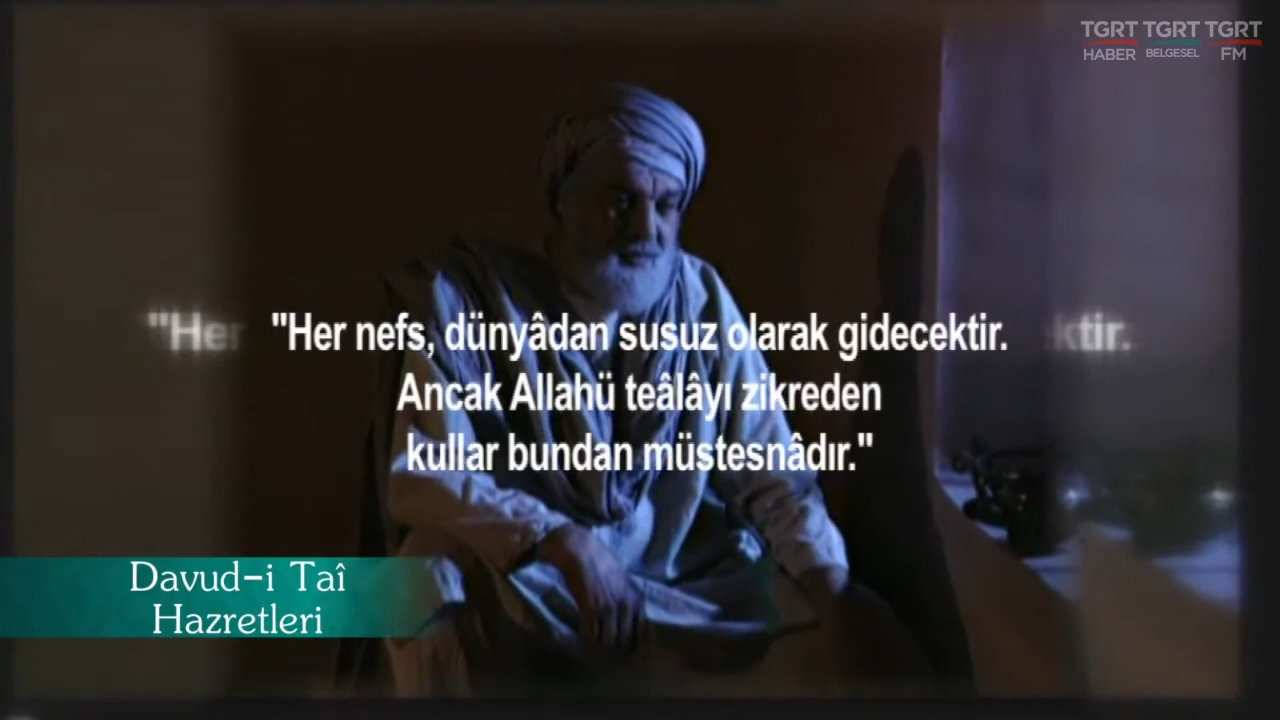 TGRT TGRT TGRT
HABER BELGESEL FM
"Her nefs, dünyâdan susuz olarak gidecektir.
Ancak Allahü teâlâyı zikreden
kullar bundan müstesnâdır."
Davud-i Taî
Hazretleri